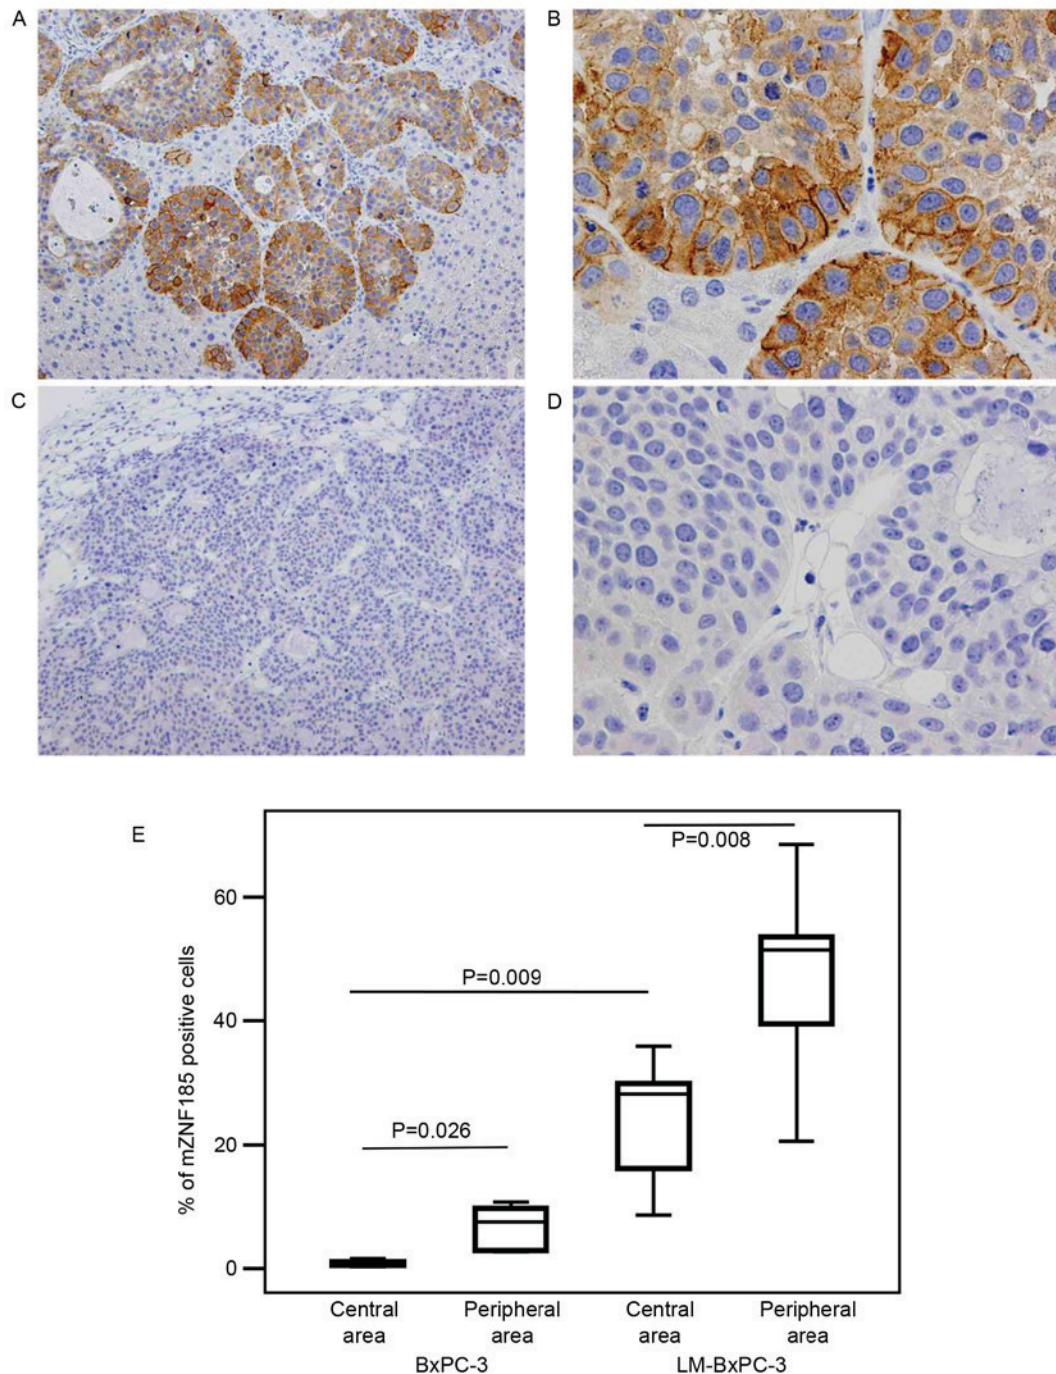 A
B
C
D
E
% of mZNF185 positive cells
60
40
20
0
P=0.008
P=0.009
P=0.026
Central area
Peripheral area
Central area
Peripheral area
BxPC-3
LM-BxPC-3